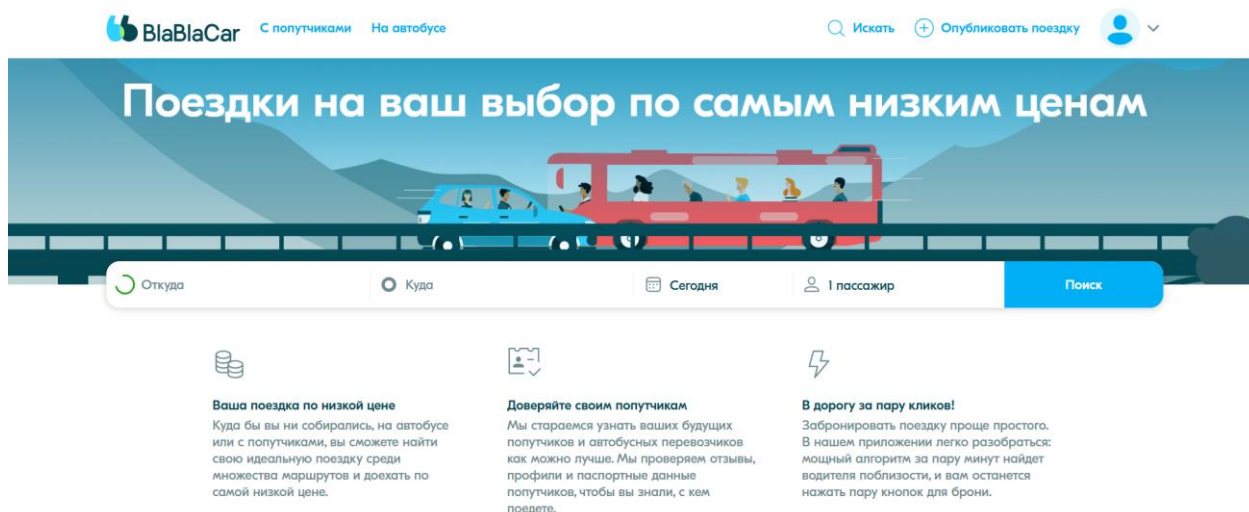 BlaBlaCar С попутчиками На автобусе Искать Опубликовать поездку
Поездки на ваш выбор по самым низким ценам
Откуда Куда Сегодня 1 пассажир Поиск
Ваша поездка по низкой цене
Куда бы вы ни собирались, на автобусе
или с попутчиками, вы сможете найти
свою идеальную поездку среди
множества маршрутов и доехать по
самой низкой цене.
Доверяйте своим попутчикам
Мы стараемся узнать ваших будущих
попутчиков и автобусных перевозчиков
как можно лучше. Мы проверяем отзывы,
профили и паспортные данные
попутчиков, чтобы вы знали, с кем
поедете.
В дорогу за пару кликов!
Забронировать поездку проще простого.
В нашем приложении легко разобраться:
мощный алгоритм за пару минут найдет
водителя поблизости, и вам останется
нажать пару кнопок для брони.